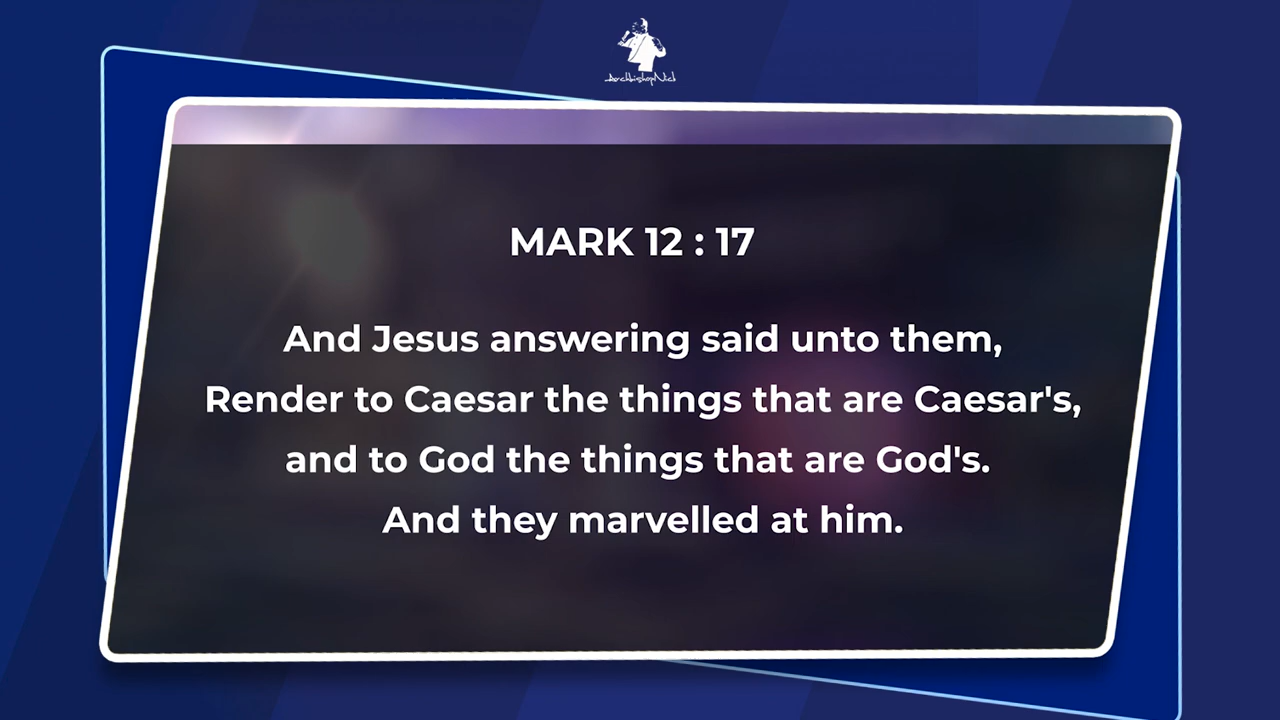 ArchbishopNick
MARK 12 : 17
And Jesus answering said unto them,
Render to Caesar the things that are Caesar's,
and to God the things that are God's.
And they marvelled at him.